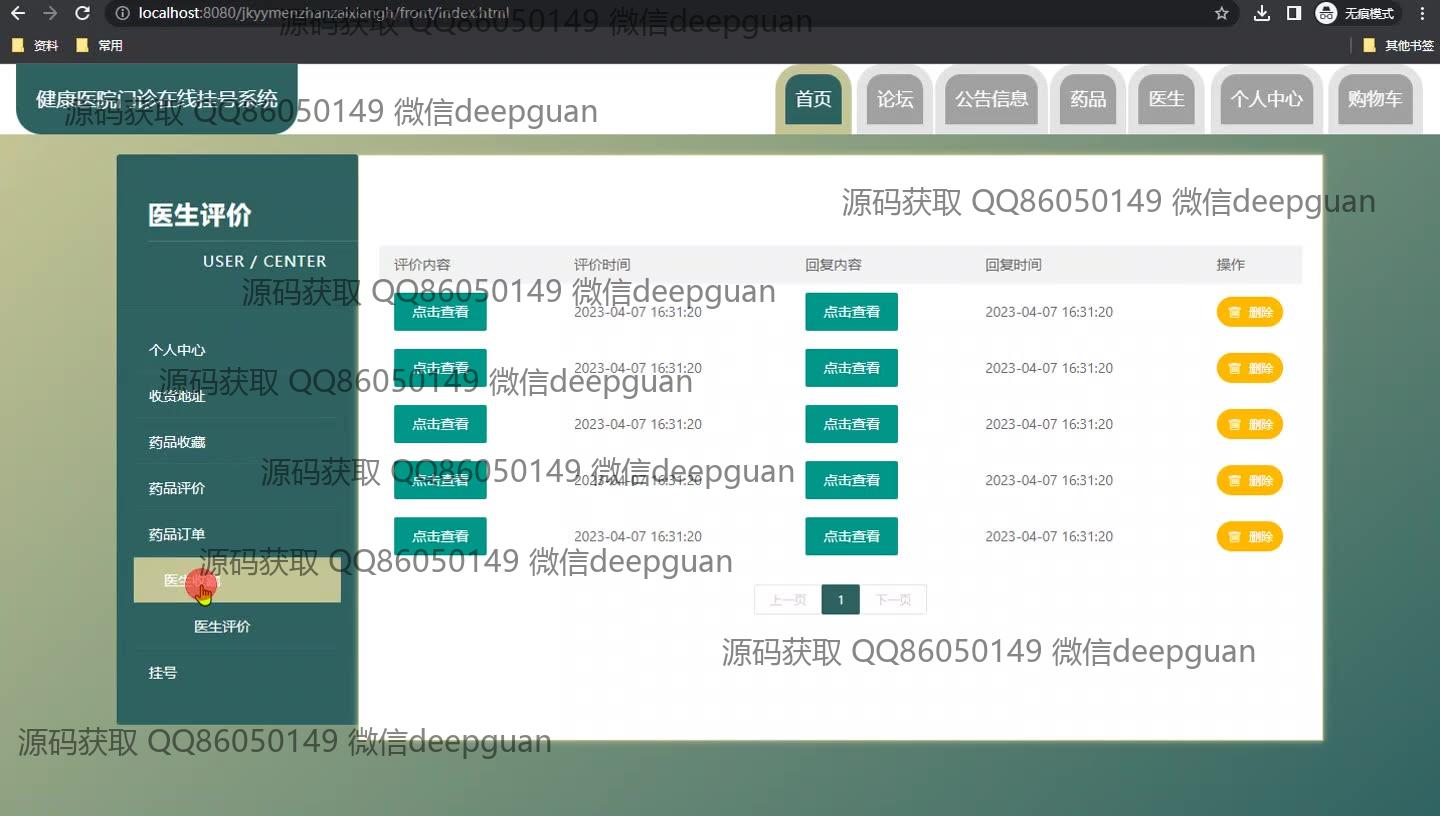 localhost:8080/jkyymenzhanzaixiangh/front/index.html
无痕模式
源码获取 QQ86050149 微信deepguan
资料 常用 其他书签
健康医院门诊在线挂号系统
首页 论坛 公告信息 药品 医生 个人中心 购物车
源码获取 QQ86050149 微信deepguan
源码获取 QQ86050149 微信deepguan
医生评价
USER / CENTER
评价内容 评价时间 回复内容 回复时间 操作
源码获取 QQ86050149 微信deepguan
点击查看 2023-04-07 16:31:20 点击查看 2023-04-07 16:31:20 删除
个人中心
点击查看 2023-04-07 16:31:20 点击查看 2023-04-07 16:31:20 删除
源码获取 QQ86050149 微信deepguan
收货地址
点击查看 2023-04-07 16:31:20 点击查看 2023-04-07 16:31:20 删除
药品收藏
源码获取 QQ86050149 微信deepguan
点击查看 2023-04-07 16:31:20 点击查看 2023-04-07 16:31:20 删除
药品评价
药品订单
点击查看 2023-04-07 16:31:20 点击查看 2023-04-07 16:31:20 删除
源码获取 QQ86050149 微信deepguan
医生收藏
上一页 1 下一页
医生评价
源码获取 QQ86050149 微信deepguan
挂号
源码获取 QQ86050149 微信deepguan